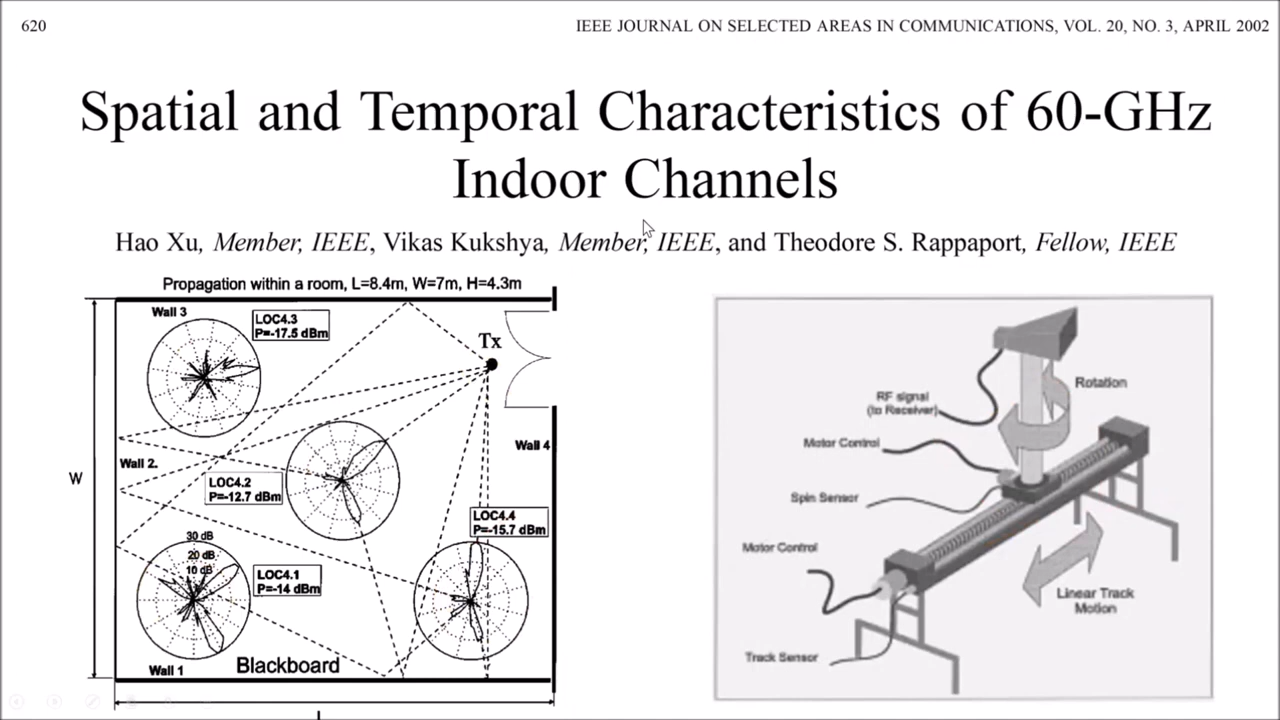 620
IEEE JOURNAL ON SELECTED AREAS IN COMMUNICATIONS, VOL. 20, NO. 3, APRIL 2002
Spatial and Temporal Characteristics of 60-GHz
Indoor Channels
Hao Xu, Member, IEEE, Vikas Kukshya, Member, IEEE, and Theodore S. Rappaport, Fellow, IEEE
Propagation within a room, L=8.4m, W=7m, H=4.3m
Wall 3
LOC4.3
P=-17.5 dBm
Tx
Wall 4
Wall 2.
W
LOC4.2
P=-12.7 dBm
LOC4.4
P=-15.7 dBm
30 dB
20 dB
10 dB
LOC4.1
P=-14 dBm
Blackboard
Wall 1
Rotation
RF signal
(to Receiver)
Motor Control
Spin Sensor
Motor Control
Linear Track
Motion
Track Sensor